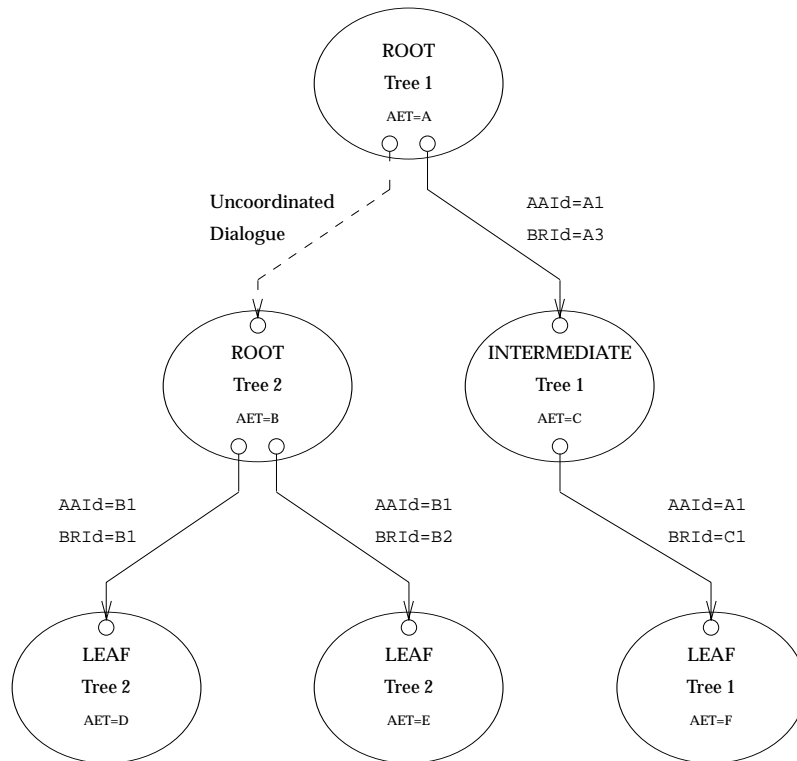 ROOT
Tree 1
AET=A
Uncoordinated
Dialogue
AAId=A1
BRId=A3
ROOT
Tree 2
AET=B
INTERMEDIATE
Tree 1
AET=C
AAId=B1
BRId=B1
AAId=B1
BRId=B2
AAId=A1
BRId=C1
LEAF
Tree 2
AET=D
LEAF
Tree 2
AET=E
LEAF
Tree 1
AET=F